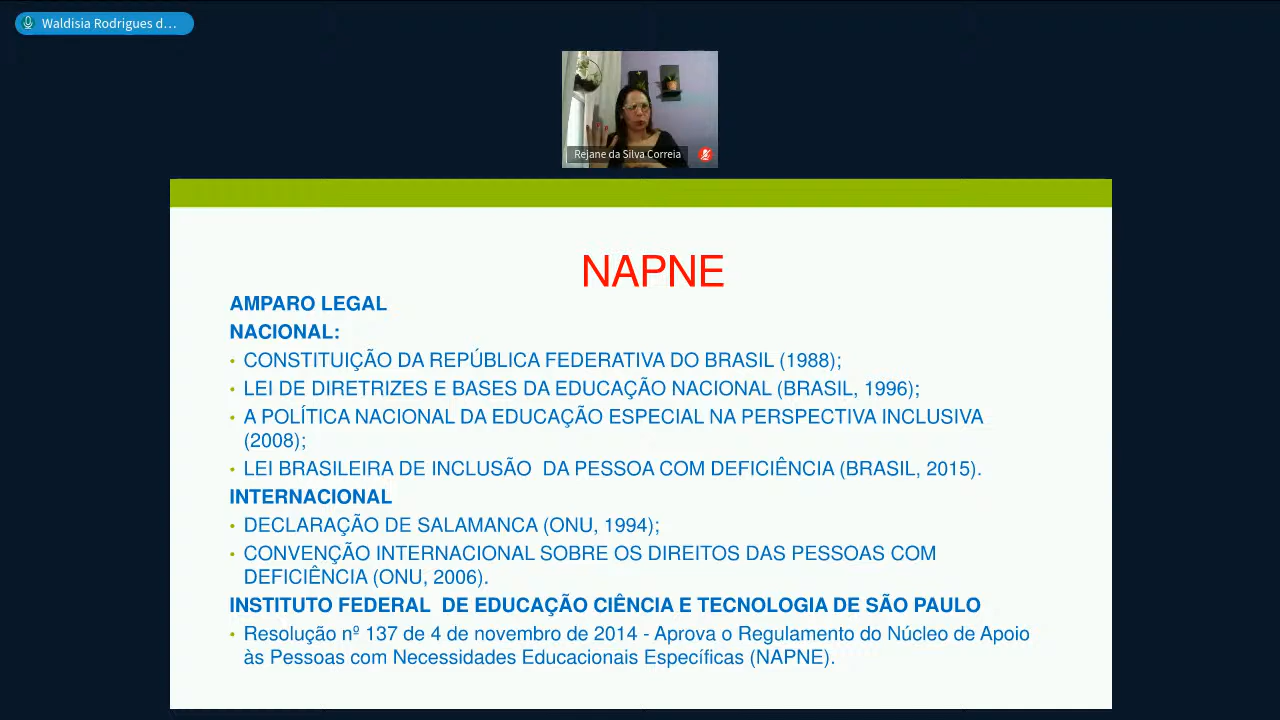 Waldisia Rodrigues d...
Rejane da Silva Correia
NAPNE
AMPARO LEGAL
NACIONAL:
• CONSTITUIÇÃO DA REPÚBLICA FEDERATIVA DO BRASIL (1988);
• LEI DE DIRETRIZES E BASES DA EDUCAÇÃO NACIONAL (BRASIL, 1996);
• A POLÍTICA NACIONAL DA EDUCAÇÃO ESPECIAL NA PERSPECTIVA INCLUSIVA
(2008);
• LEI BRASILEIRA DE INCLUSÃO DA PESSOA COM DEFICIÊNCIA (BRASIL, 2015).
INTERNACIONAL
• DECLARAÇÃO DE SALAMANCA (ONU, 1994);
• CONVENÇÃO INTERNACIONAL SOBRE OS DIREITOS DAS PESSOAS COM
DEFICIÊNCIA (ONU, 2006).
INSTITUTO FEDERAL DE EDUCAÇÃO CIÊNCIA E TECNOLOGIA DE SÃO PAULO
• Resolução nº 137 de 4 de novembro de 2014 - Aprova o Regulamento do Núcleo de Apoio
às Pessoas com Necessidades Educacionais Específicas (NAPNE).